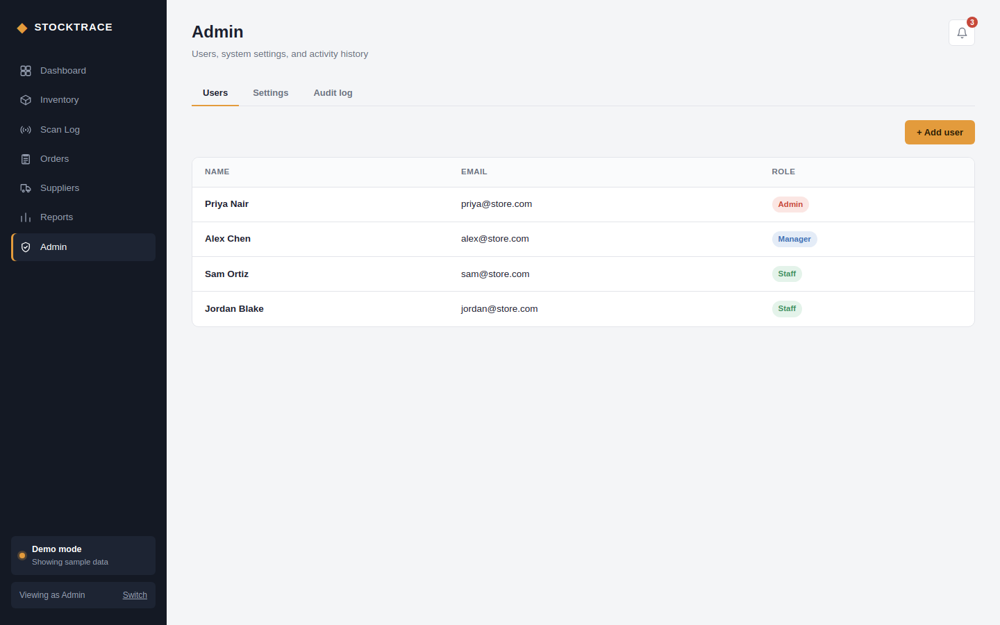 STOCKTRACE
Dashboard
Inventory
Scan Log
Orders
Suppliers
Reports
Admin
Demo mode
Showing sample data
Viewing as Admin Switch
Admin
Users, system settings, and activity history
3
Users Settings Audit log
+ Add user
NAME EMAIL ROLE
Priya Nair priya@store.com Admin
Alex Chen alex@store.com Manager
Sam Ortiz sam@store.com Staff
Jordan Blake jordan@store.com Staff